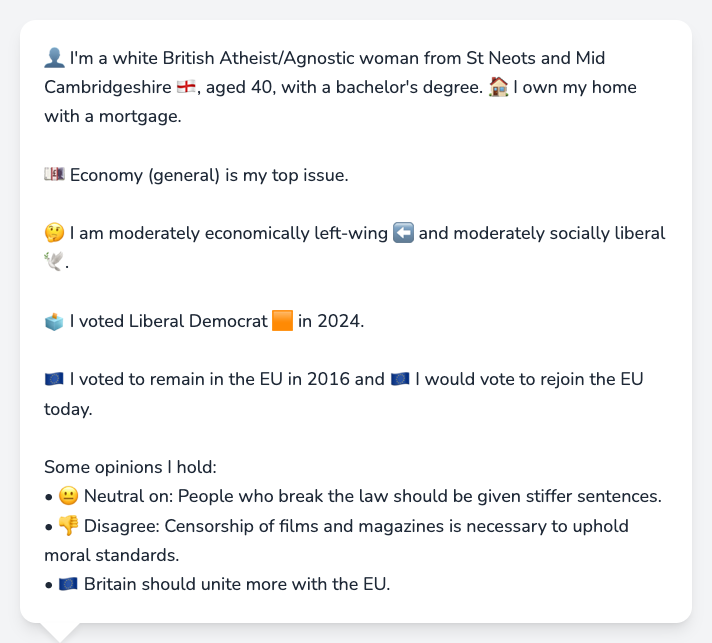 👤 I'm a white British Atheist/Agnostic woman from St Neots and Mid
Cambridgeshire 🏴󠁧󠁢󠁥󠁮󠁧󠁿, aged 40, with a bachelor's degree. 🏠 I own my home
with a mortgage.
💷 Economy (general) is my top issue.
🤔 I am moderately economically left-wing ⬅️ and moderately socially liberal
🕊️.
🗳️ I voted Liberal Democrat 🟧 in 2024.
🇪🇺 I voted to remain in the EU in 2016 and 🇪🇺 I would vote to rejoin the EU
today.
Some opinions I hold:
• 😐 Neutral on: People who break the law should be given stiffer sentences.
• 👎 Disagree: Censorship of films and magazines is necessary to uphold
moral standards.
• 🇪🇺 Britain should unite more with the EU.